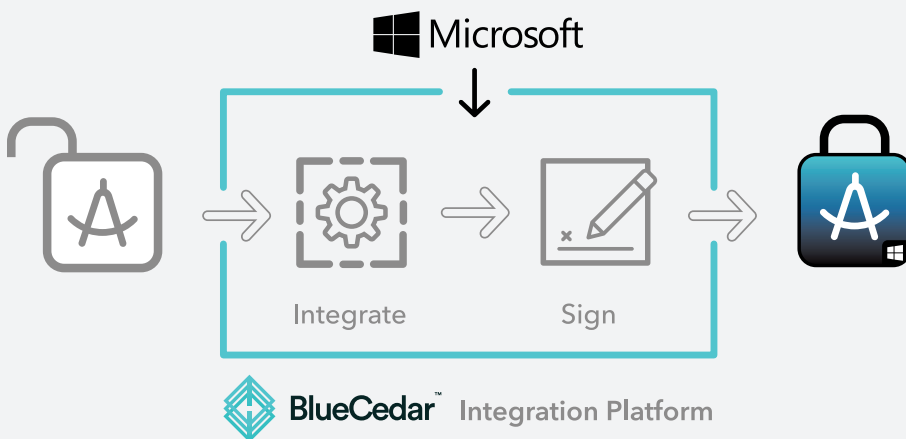 Microsoft
Integrate
Sign
BlueCedar™ Integration Platform